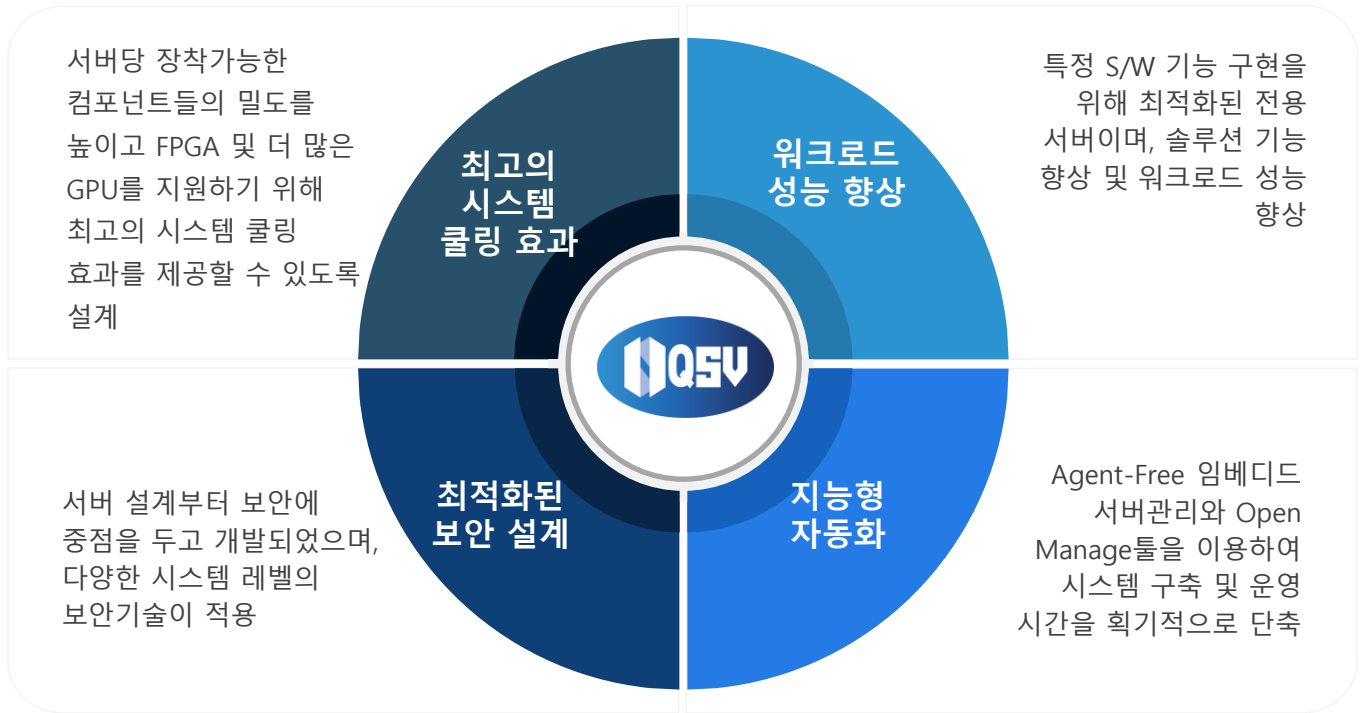 서버당 장착가능한
컴포넌트들의 밀도를
높이고 FPGA 및 더 많은
GPU를 지원하기 위해
최고의 시스템 쿨링
효과를 제공할 수 있도록
설계
최고의
시스템
쿨링 효과
워크로드
성능 향상
특정 S/W 기능 구현을
위해 최적화된 전용
서버이며, 솔루션 기능
향상 및 워크로드 성능
향상
QSV
서버 설계부터 보안에
중점을 두고 개발되었으며,
다양한 시스템 레벨의
보안기술이 적용
최적화된
보안 설계
지능형
자동화
Agent-Free 임베디드
서버관리와 Open
Manage툴을 이용하여
시스템 구축 및 운영
시간을 획기적으로 단축